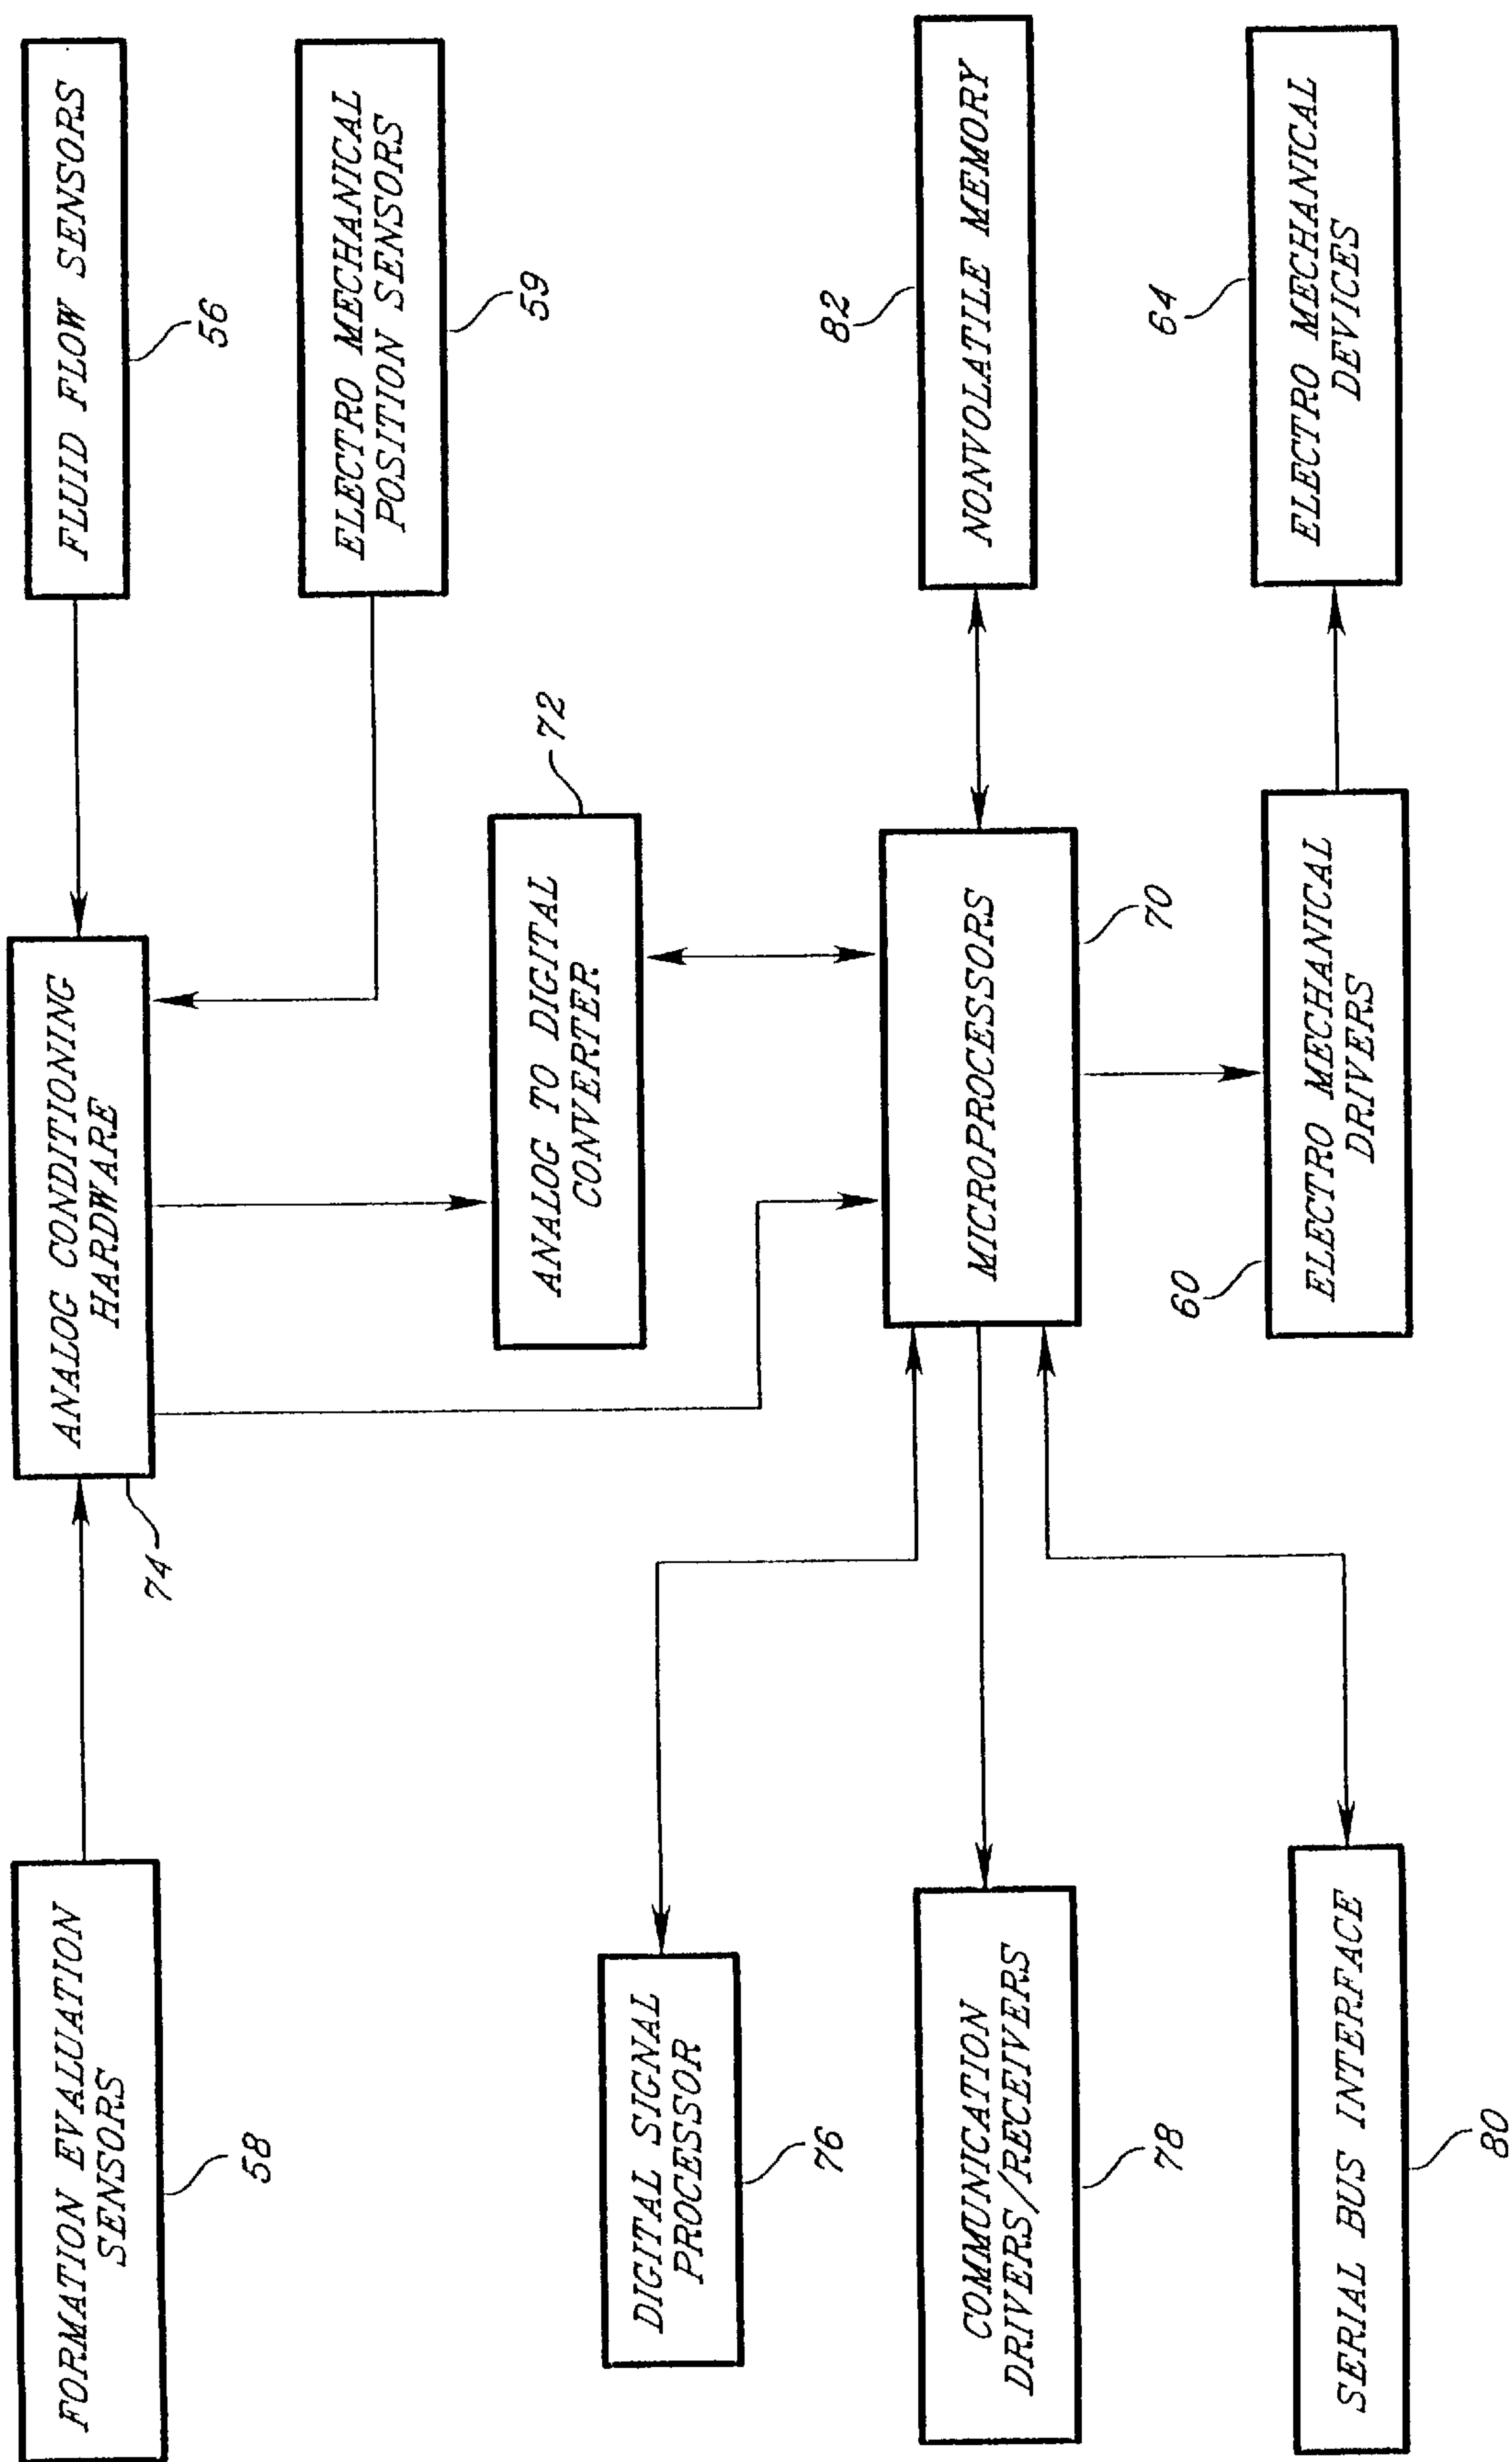 FORMATION EVALUATION
SENSORS
58
ANALOG CONDITIONING
HARDWARE
74
FLUID FLOW SENSORS
56
ELECTRO MECHANICAL
POSITION SENSORS
59
ANALOG TO DIGITAL
CONVERTER
72
DIGITAL SIGNAL
PROCESSOR
76
MICROPROCESSORS
70
NONVOLATILE MEMORY
82
COMMUNICATION
DRIVERS/RECEIVERS
78
SERIAL BUS INTERFACE
80
ELECTRO MECHANICAL
DRIVERS
60
ELECTRO MECHANICAL
DEVICES
64